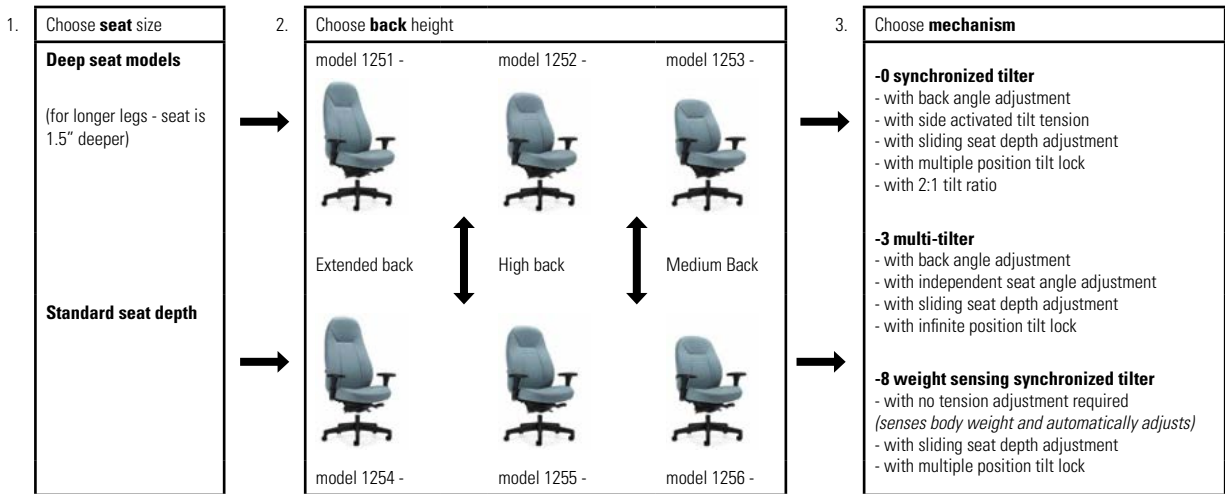 1. Choose seat size
Deep seat models
(for longer legs - seat is
1.5” deeper)
Standard seat depth
2. Choose back height
model 1251 -
model 1252 -
model 1253 -
Extended back
High back
Medium Back
model 1254 -
model 1255 -
model 1256 -
3. Choose mechanism
-0 synchronized tilter
- with back angle adjustment
- with side activated tilt tension
- with sliding seat depth adjustment
- with multiple position tilt lock
- with 2:1 tilt ratio
-3 multi-tilter
- with back angle adjustment
- with independent seat angle adjustment
- with sliding seat depth adjustment
- with infinite position tilt lock
-8 weight sensing synchronized tilter
- with no tension adjustment required
(senses body weight and automatically adjusts)
- with sliding seat depth adjustment
- with multiple position tilt lock